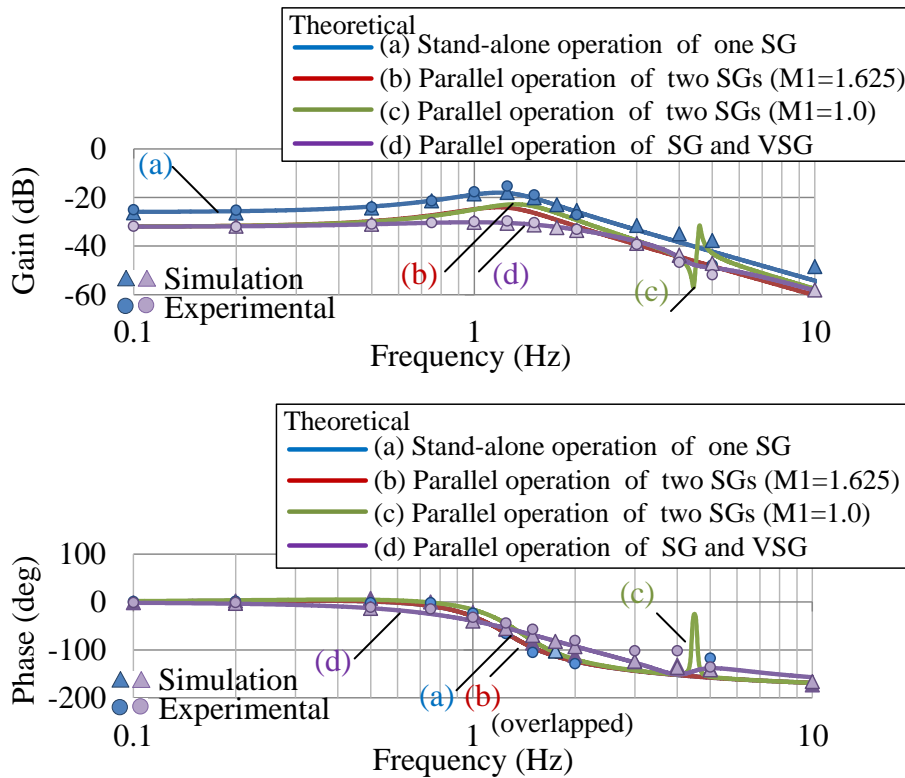 Theoretical
(a) Stand-alone operation of one SG
(b) Parallel operation of two SGs (M1=1.625)
(c) Parallel operation of two SGs (M1=1.0)
(d) Parallel operation of SG and VSG
0
-20
-40
-60
Gain (dB)
(a)
(b)
(d)
(c)
Simulation
Experimental
0.1
1
10
Frequency (Hz)
Theoretical
(a) Stand-alone operation of one SG
(b) Parallel operation of two SGs (M1=1.625)
(c) Parallel operation of two SGs (M1=1.0)
(d) Parallel operation of SG and VSG
100
0
-100
-200
Phase (deg)
(c)
(d)
(a)
(b)
(overlapped)
Simulation
Experimental
0.1
1
10
Frequency (Hz)